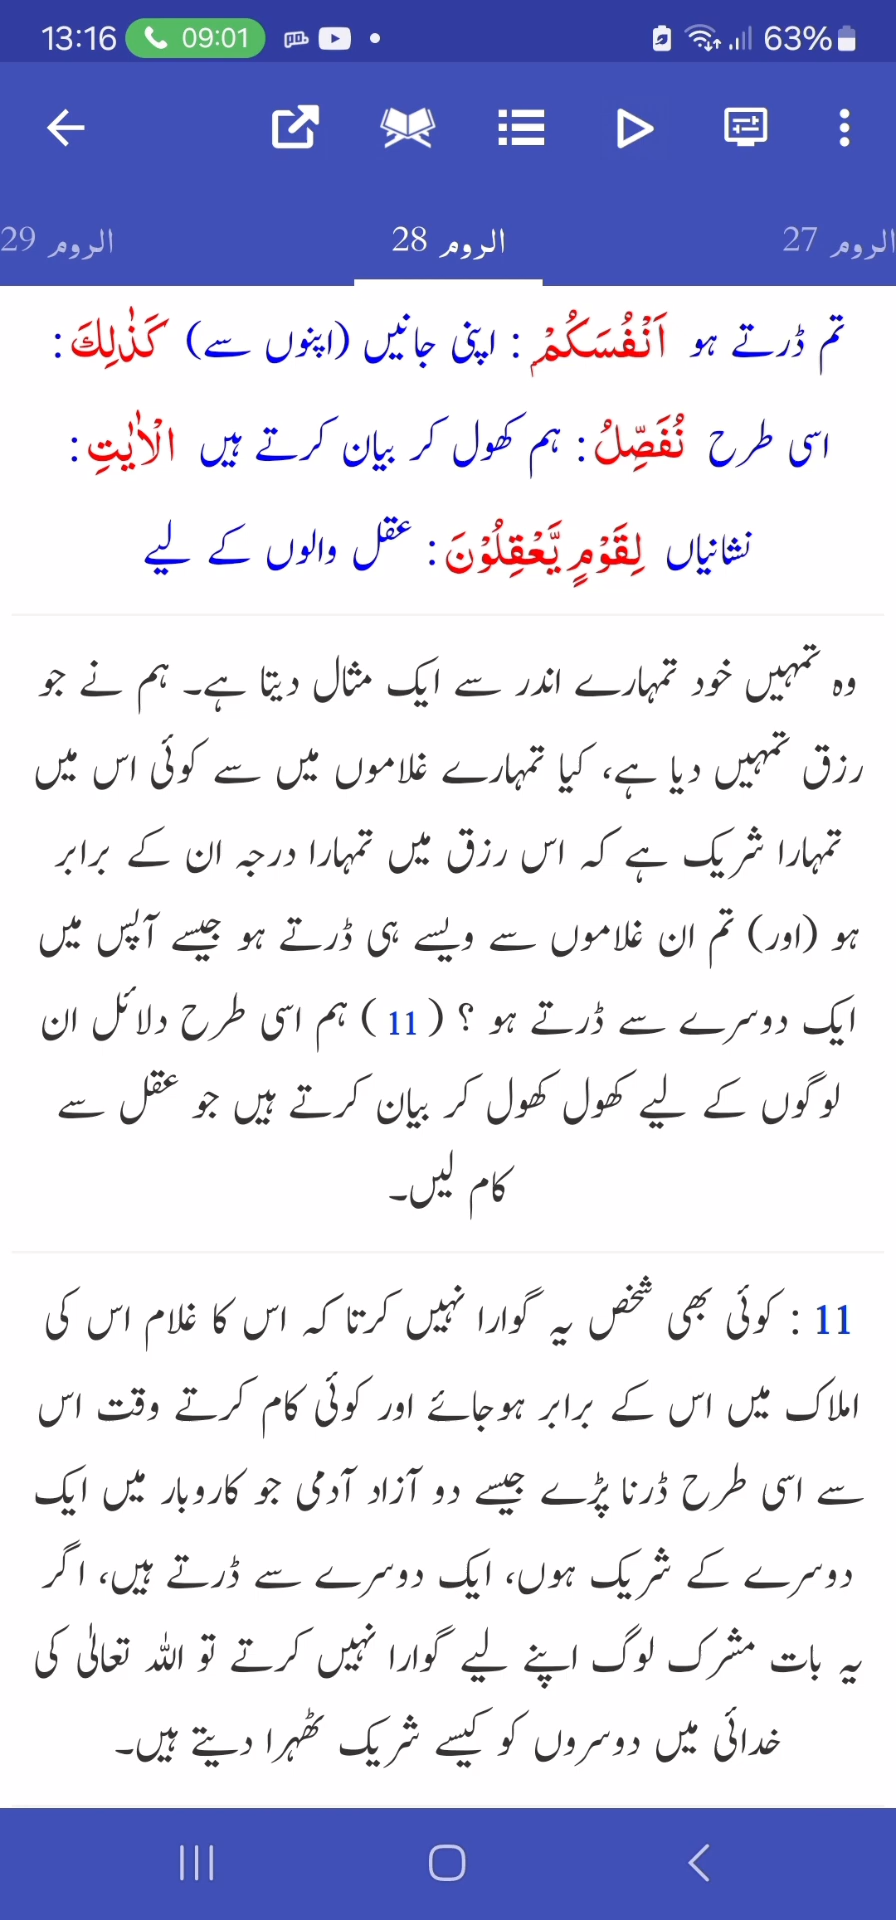 13:16 09:01 63%
الروم 27 الروم 28 الروم 29
تم ڈرتے ہو اَنْفُسَكُمْ : اپنی جانیں (اپنوں سے) كَذٰلِكَ :
اسی طرح نُفَصِّلُ : ہم کھول کر بیان کرتے ہیں الْاٰيٰتِ :
نشانیاں لِقَوْمٍ يَّعْقِلُوْنَ : عقل والوں کے لیے
وہ تمہیں خود تمہارے اندر سے ایک مثال دیتا ہے۔ ہم نے جو
رزق تمہیں دیا ہے، کیا تمہارے غلاموں میں سے کوئی اس میں
تمہارا شریک ہے کہ اس رزق میں تمہارا درجہ ان کے برابر
ہو (اور) تم ان غلاموں سے ویسے ہی ڈرتے ہو جیسے آپس میں
ایک دوسرے سے ڈرتے ہو ؟ (11) ہم اسی طرح دلائل ان
لوگوں کے لیے کھول کھول کر بیان کرتے ہیں جو عقل سے
کام لیں۔
11 : کوئی بھی شخص یہ گوارا نہیں کرتا کہ اس کا غلام اس کی
املاک میں اس کے برابر ہوجائے اور کوئی کام کرتے وقت اس
سے اسی طرح ڈرنا پڑے جیسے دو آزاد آدمی جو کاروبار میں ایک
دوسرے کے شریک ہوں، ایک دوسرے سے ڈرتے ہیں، اگر
یہ بات مشرک لوگ اپنے لیے گوارا نہیں کرتے تو اللہ تعالیٰ کی
خدائی میں دوسروں کو کیسے شریک ٹھہرا دیتے ہیں۔